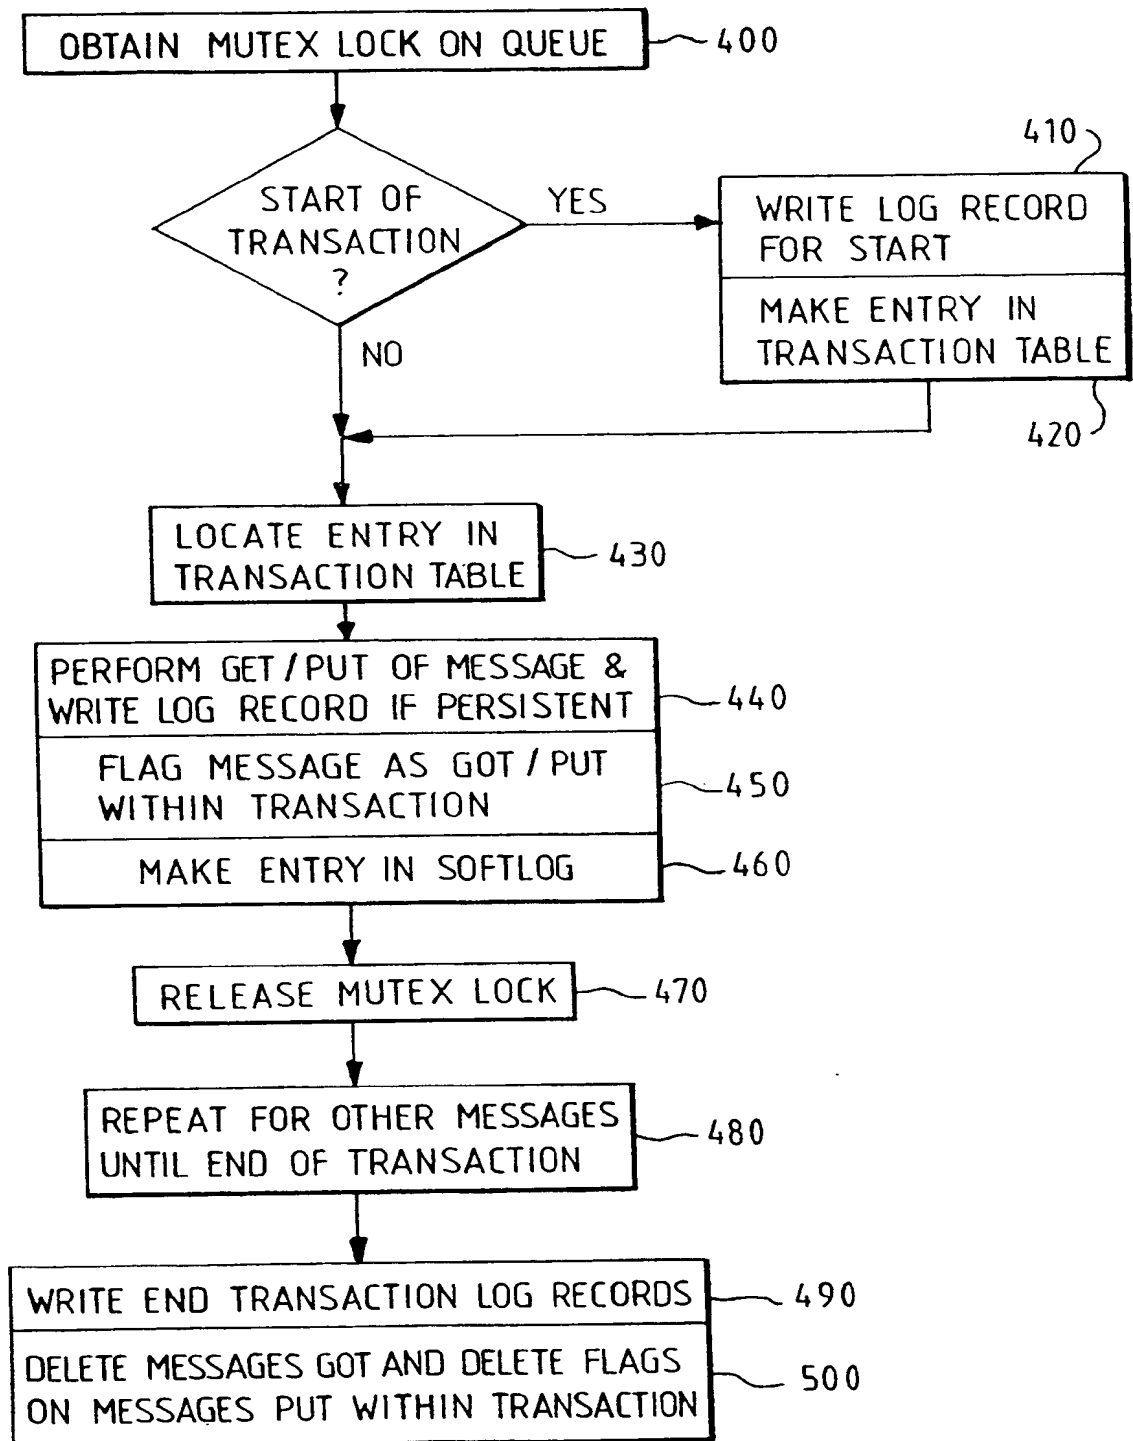 OBTAIN MUTEX LOCK ON QUEUE
400
START OF
TRANSACTION
?
YES
410
WRITE LOG RECORD
FOR START
MAKE ENTRY IN
TRANSACTION TABLE
420
NO
LOCATE ENTRY IN
TRANSACTION TABLE
430
PERFORM GET/PUT OF MESSAGE &
WRITE LOG RECORD IF PERSISTENT
440
FLAG MESSAGE AS GOT/PUT
WITHIN TRANSACTION
450
MAKE ENTRY IN SOFTLOG
460
RELEASE MUTEX LOCK
470
REPEAT FOR OTHER MESSAGES
UNTIL END OF TRANSACTION
480
WRITE END TRANSACTION LOG RECORDS
490
DELETE MESSAGES GOT AND DELETE FLAGS
ON MESSAGES PUT WITHIN TRANSACTION
500